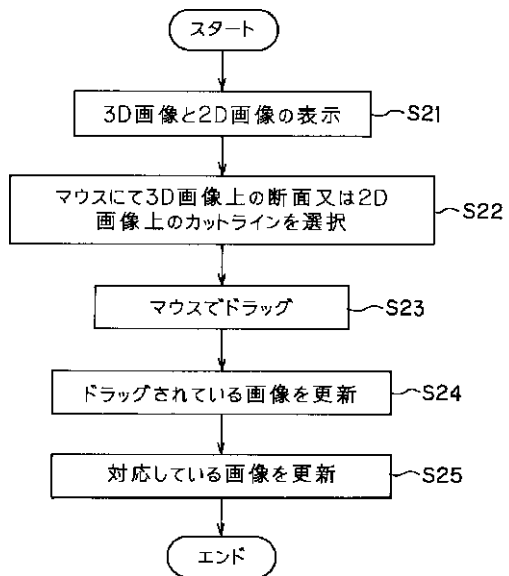 スタート
3D画像と2D画像の表示
S21
マウスにて3D画像上の断面又は2D
画像上のカットラインを選択
S22
マウスでドラッグ
S23
ドラッグされている画像を更新
S24
対応している画像を更新
S25
エンド